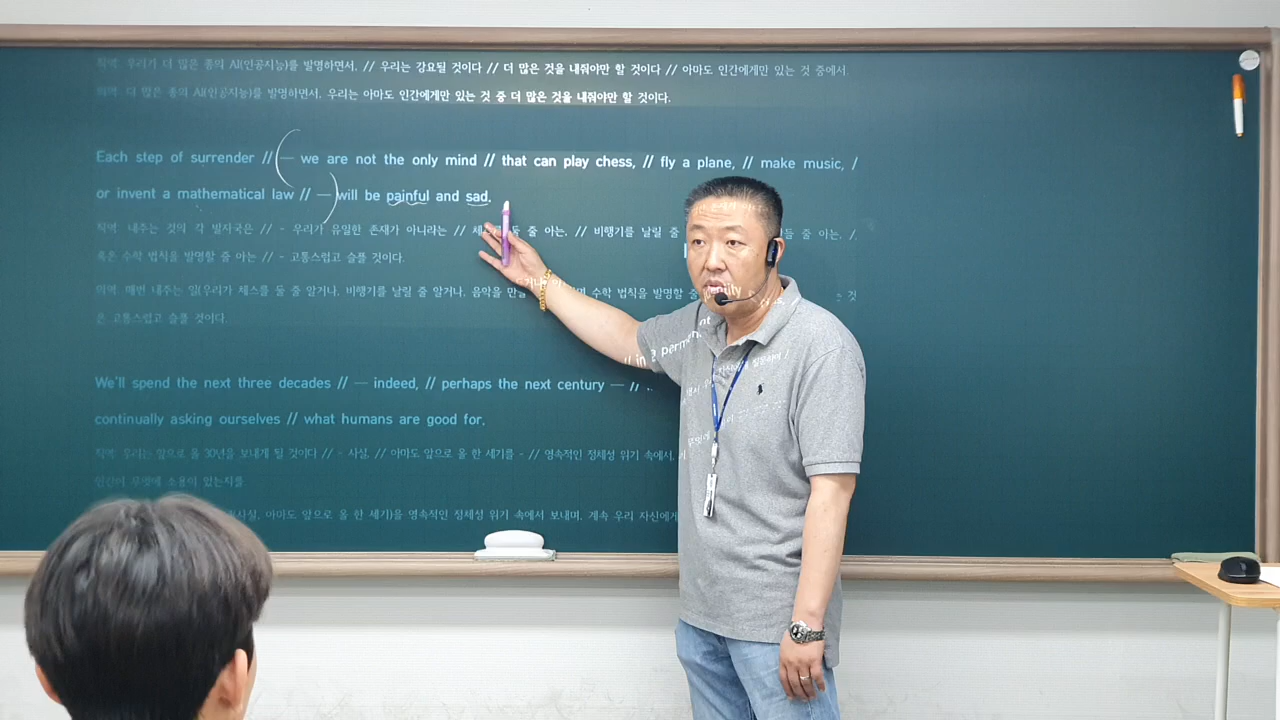 직역: 우리가 더 많은 종의 AI(인공지능)를 발명하면서, // 우리는 강요될 것이다 // 더 많은 것을 내줘야만 할 것이다 // 아마도 인간에게만 있는 것 중에서.
의역: 더 많은 종의 AI(인공지능)를 발명하면서, 우리는 아마도 인간에게만 있는 것 중 더 많은 것을 내줘야만 할 것이다.
Each step of surrender // — we are not the only mind // that can play chess, // fly a plane, // make music, /
or invent a mathematical law // — will be painful and sad.
직역: 내주는 것의 각 발자국은 // - 우리가 유일한 존재가 아니라는 // 둘 줄 아는, // 비행기를 날릴 줄 줄 아는, /
혹은 수학 법칙을 발명할 줄 아는 // - 고통스럽고 슬플 것이다.
의역: 매번 내주는 일(우리가 체스를 둘 줄 알거나, 비행기를 날릴 줄 알거나, 음악을 만들 수학 법칙을 발명할 줄 것
은 고통스럽고 슬플 것이다.
We'll spend the next three decades // — indeed, // perhaps the next century — // in a permanent identity
continually asking ourselves // what humans are good for.
직역: 우리는 앞으로 올 30년을 보내게 될 것이다 // - 사실, // 아마도 앞으로 올 한 세기를 - // 영속적인 정체성 위기 속에서,
인간이 무엇에 소용이 있는지를
사실, 아마도 앞으로 올 한 세기)을 영속적인 정체성 위기 속에서 보내며, 계속 우리 자신에게